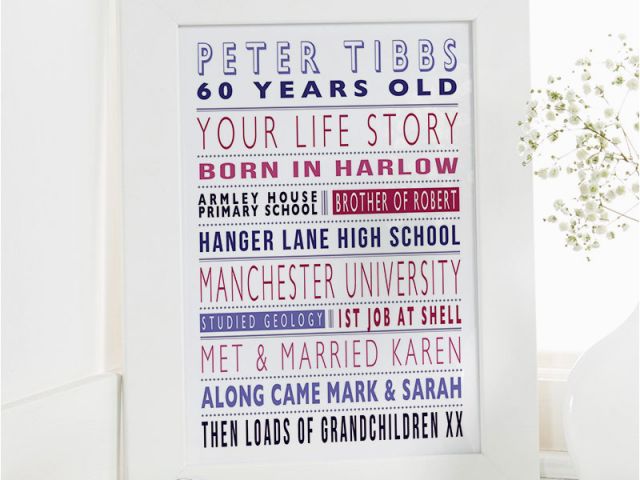 PETER TIBBS
60 YEARS OLD
YOUR LIFE STORY
BORN IN HARLOW
ARMLEY HOUSE
PRIMARY SCHOOL
BROTHER OF ROBERT
HANGER LANE HIGH SCHOOL
MANCHESTER UNIVERSITY
STUDIED GEOLOGY
1ST JOB AT SHELL
MET & MARRIED KAREN
ALONG CAME MARK & SARAH
THEN LOADS OF GRANDCHILDREN XX